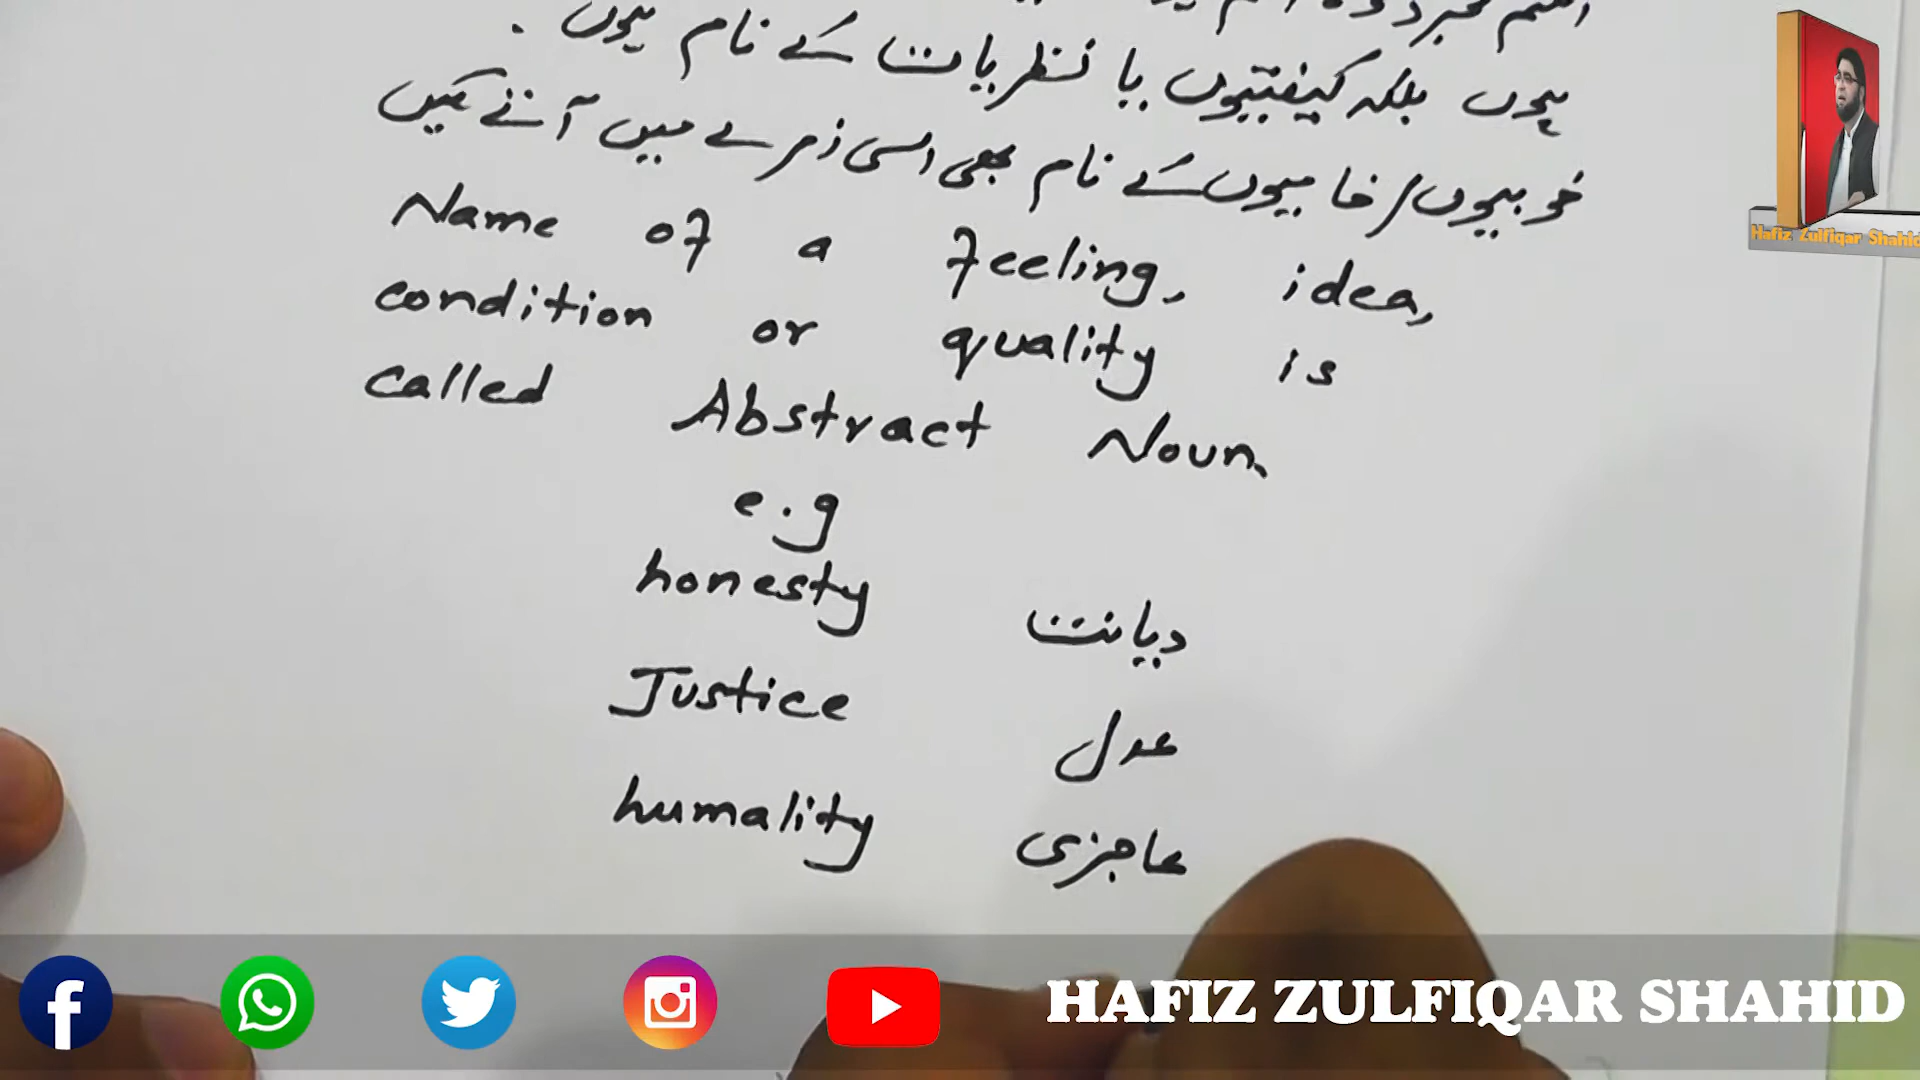 ہوں بلکہ کیفیتوں یا نظریات کے نام ہوں۔
خوبیوں/خامیوں کے نام بھی اسی زمرے میں آتے ہیں
Name of a feeling, idea,
condition or quality is
called Abstract Noun.
e.g
honesty دیانت
Justice عدل
humality عاجزی
Hafiz Zulfiqar Shahid
HAFIZ ZULFIQAR SHAHID